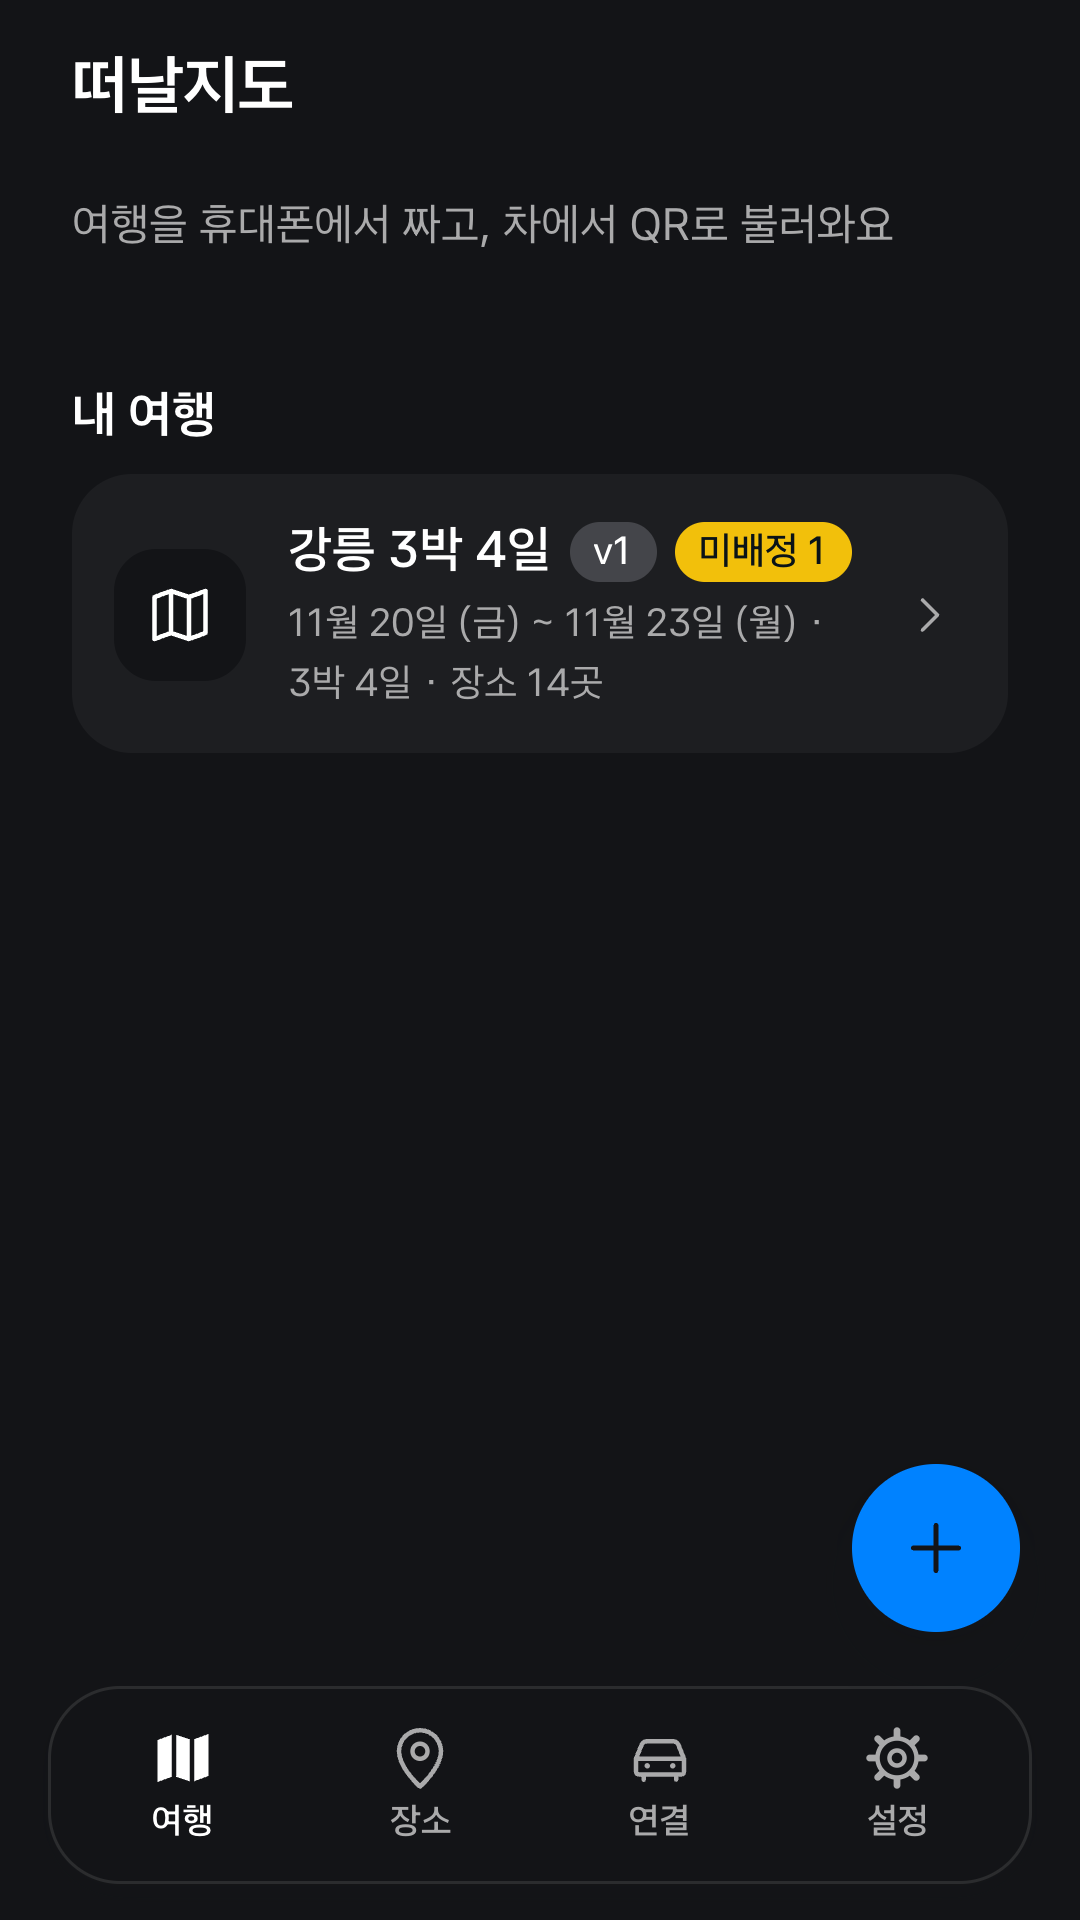 떠날지도
여행을 휴대폰에서 짜고, 차에서 QR로 불러와요
내 여행
강릉 3박 4일 v1 미배정 1
11월 20일 (금) ~ 11월 23일 (월) ·
3박 4일 · 장소 14곳
여행 장소 연결 설정